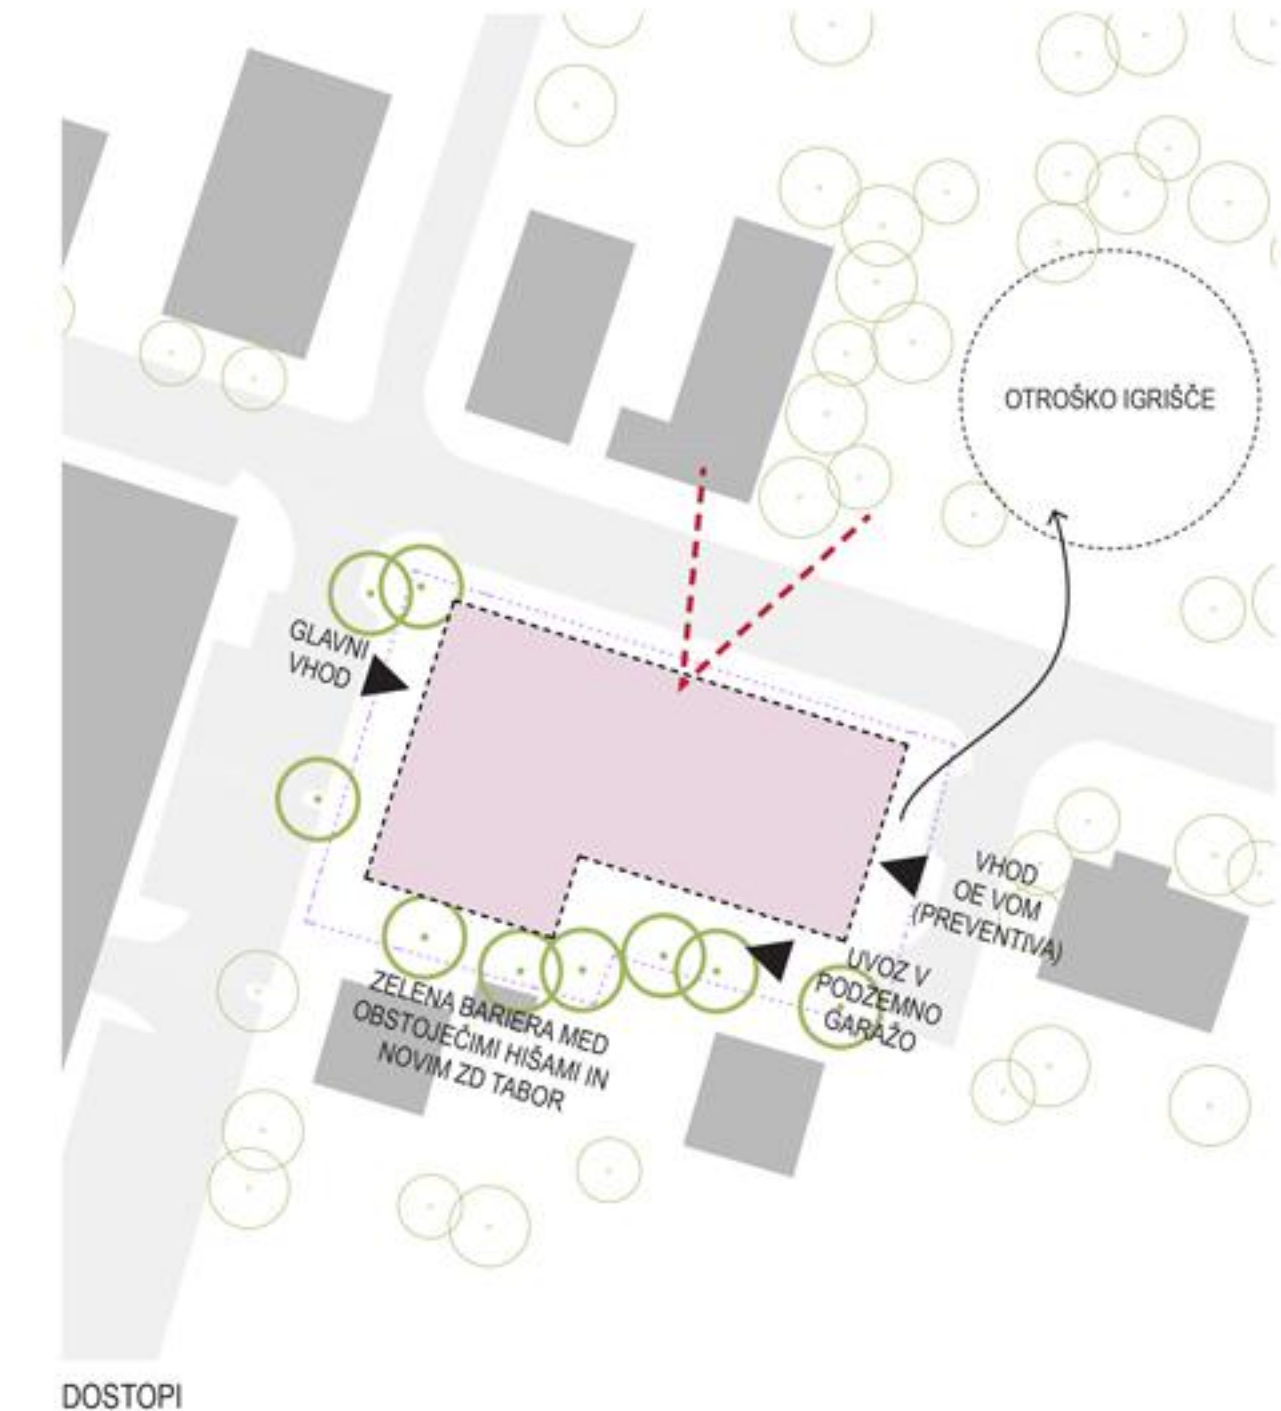 OTROŠKO IGRIŠČE
GLAVNI
VHOD
VHOD
OE VOM
(PREVENTIVA)
UVOZ V
PODZEMNO
GARAŽO
ZELENA BARIERA MED
OBSTOJEČIMI HIŠAMI IN
NOVIM ZD TABOR
DOSTOPI